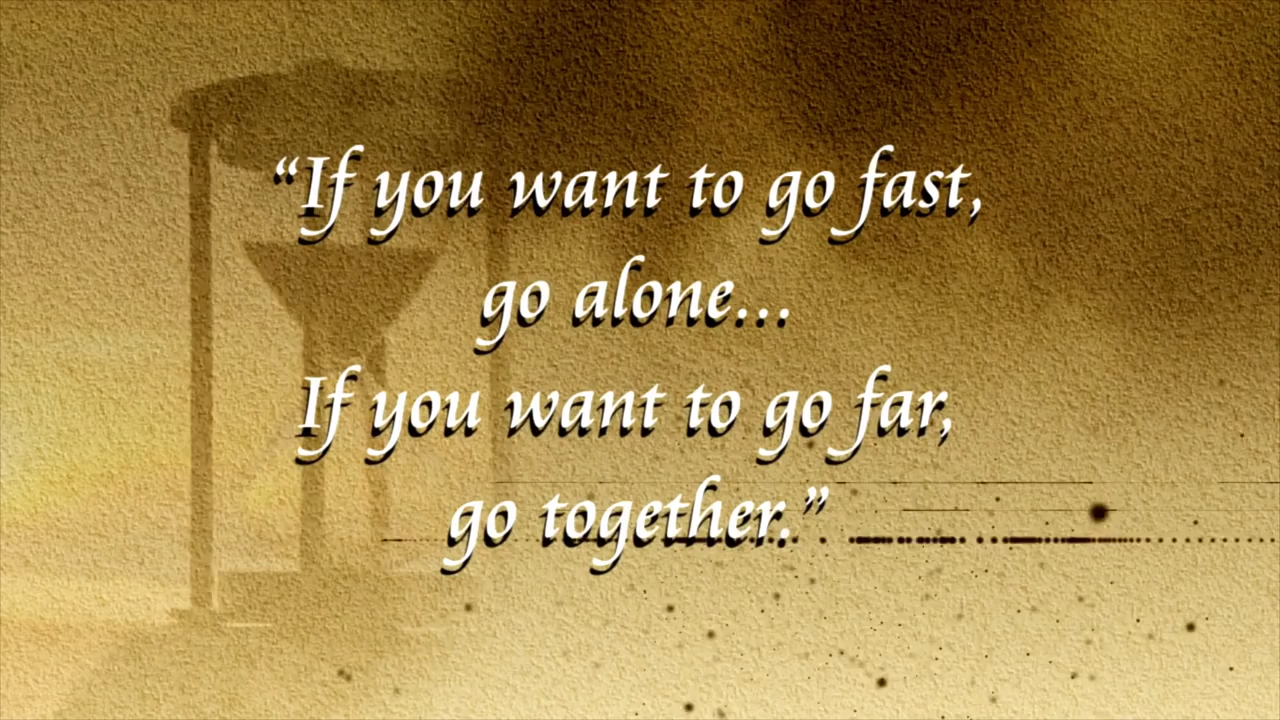 “If you want to go fast,
go alone...
If you want to go far,
go together.”